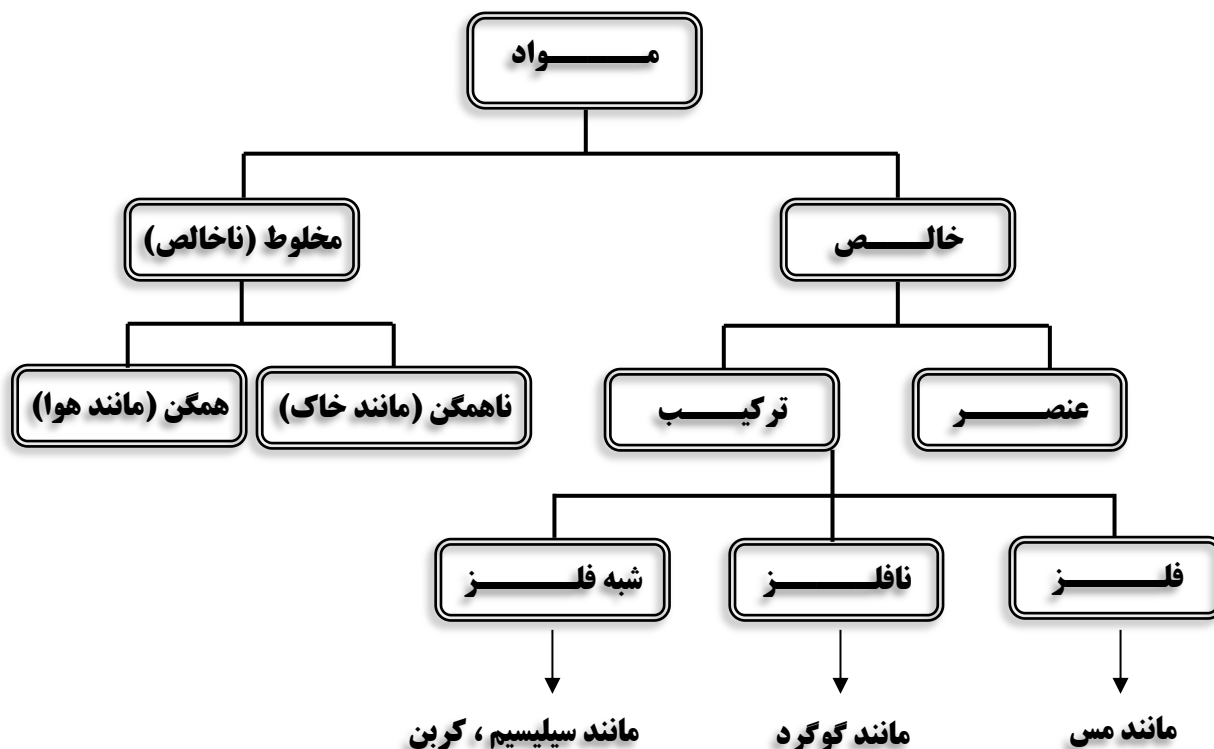 مـــواد
خالـــص
مخلوط (ناخالص)
عنصـــر
ترکیـــب
ناهمگن (مانند خاک)
همگن (مانند هوا)
فلـــز
نافلـــز
شبه فلـــز
مانند مس
مانند گوگرد
مانند سیلیسیم ، کربن